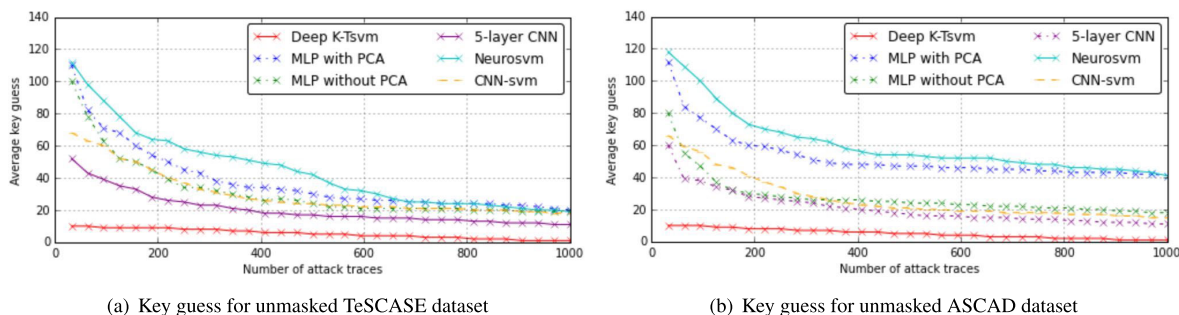 140
120
100
80
60
40
20
0
Average key guess
Deep K-Tsvm
MLP with PCA
MLP without PCA
5-layer CNN
Neurosvm
CNN-svm
0 200 400 600 800 1000
Number of attack traces
(a) Key guess for unmasked TeSCASE dataset
140
120
100
80
60
40
20
0
Average key guess
Deep K-Tsvm
MLP with PCA
MLP without PCA
5-layer CNN
Neurosvm
CNN-svm
0 200 400 600 800 1000
Number of attack traces
(b) Key guess for unmasked ASCAD dataset